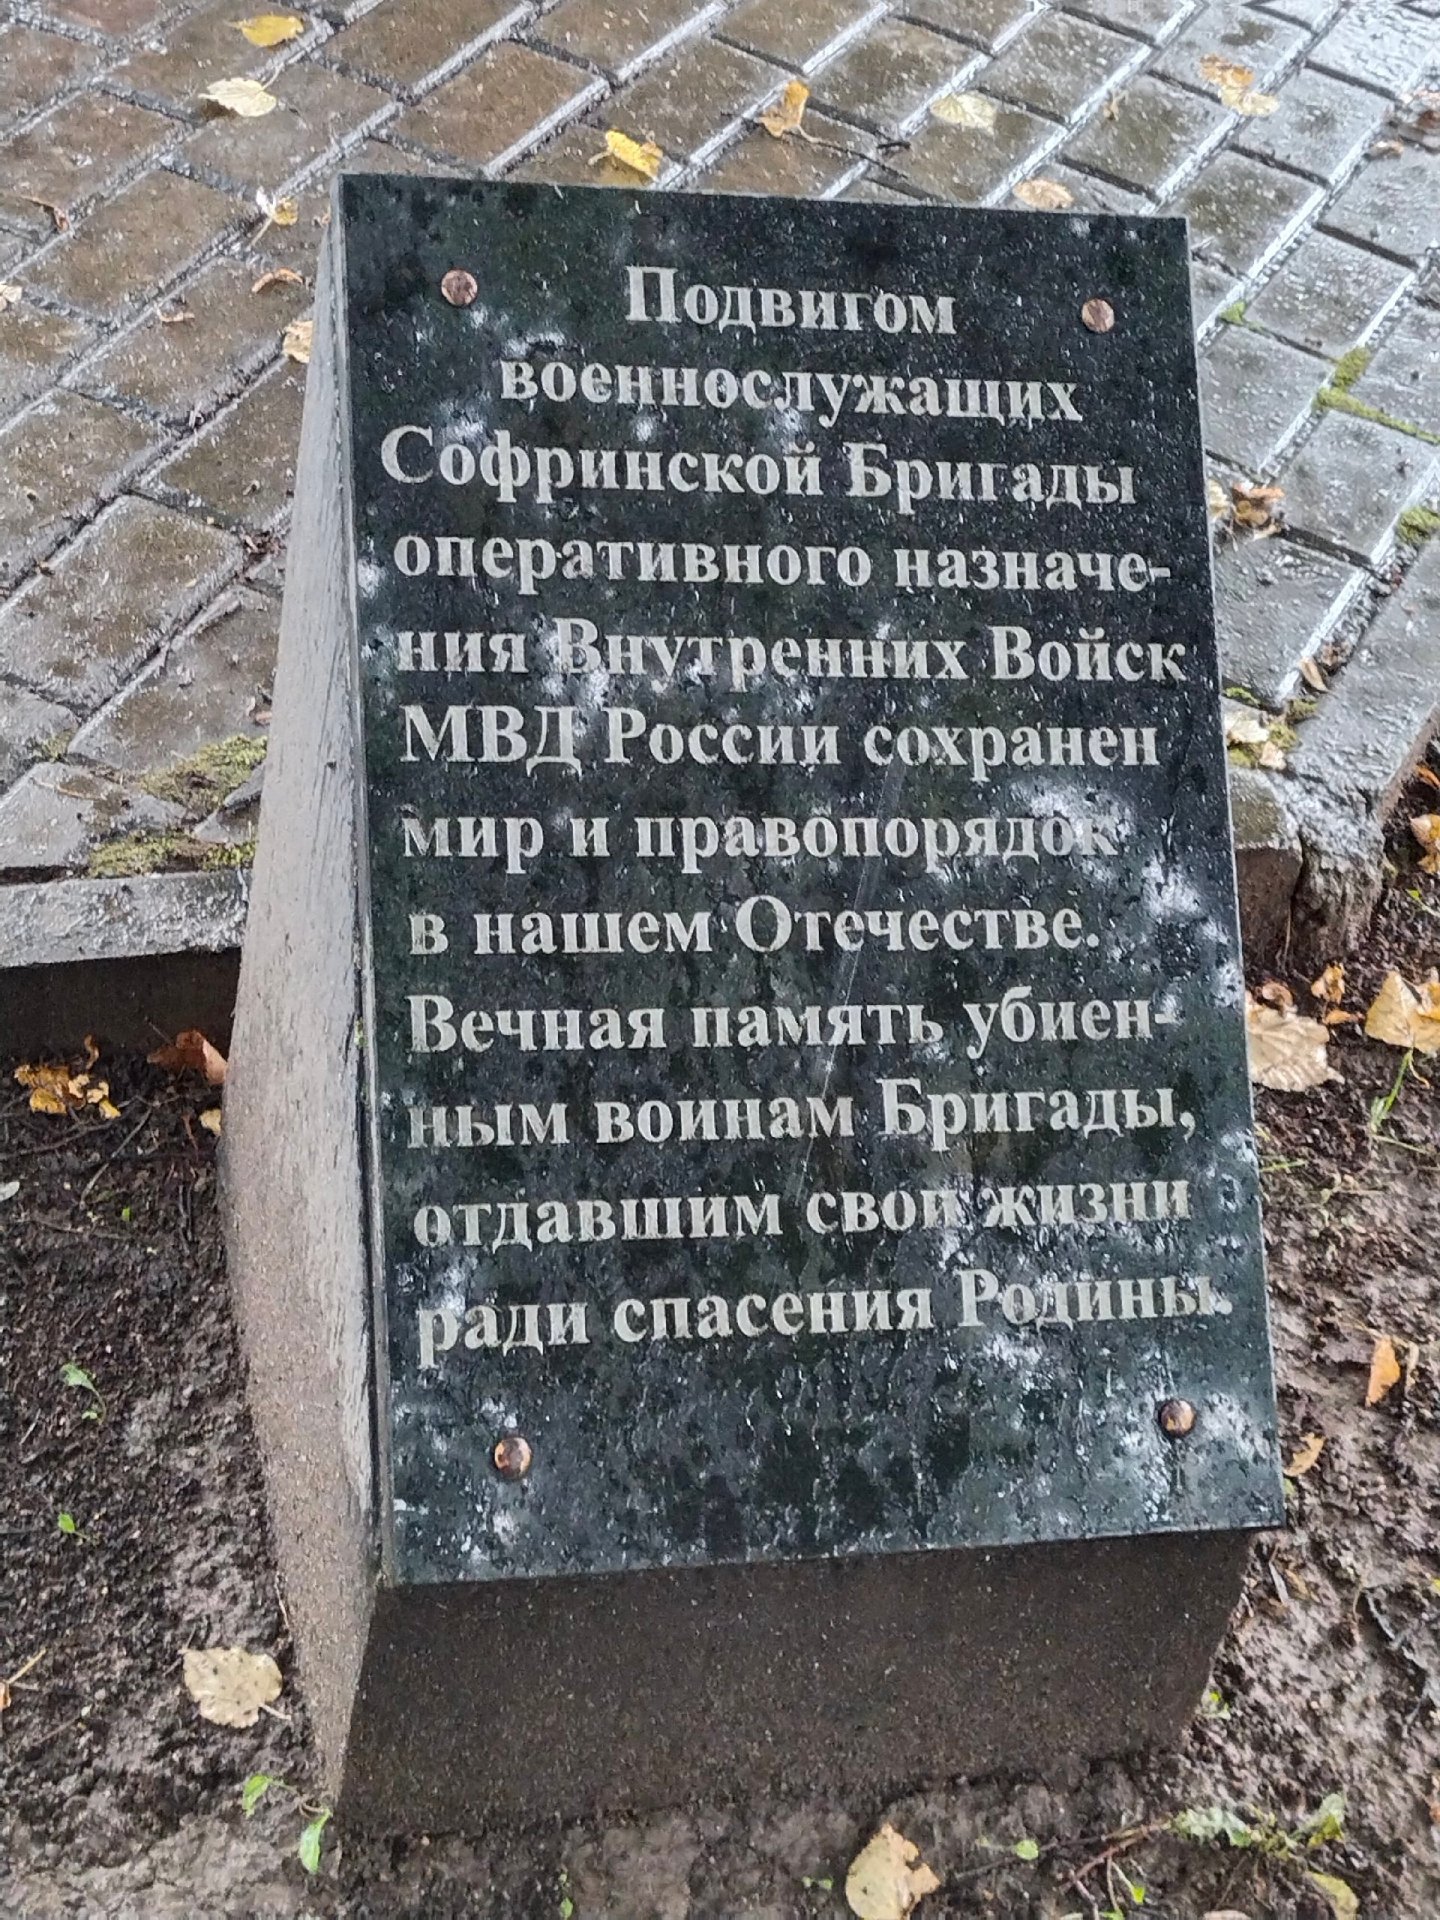 Подвигом
военнослужащих
Софринской Бригады
оперативного назначе-
ния Внутренних Войск
МВД России сохранен
мир и правопорядок
в нашем Отечестве.
Вечная память убиен-
ным воинам Бригады,
отдавшим свои жизни
ради спасения Родины.